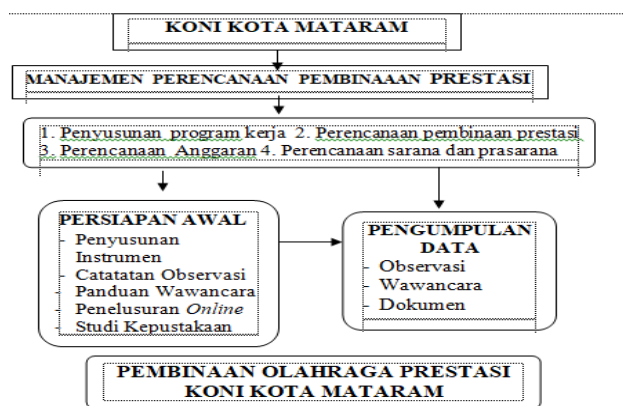 KONI KOTA MATARAM
MANAJEMEN PERENCANAAN PEMBINAAAN PRESTASI
1. Penyusunan program kerja 2. Perencanaan pembinaan prestasi
3. Perencanaan Anggaran 4. Perencanaan sarana dan prasarana
PERSIAPAN AWAL
- Penyusunan
Instrumen
- Catatatan Observasi
- Panduan Wawancara
- Penelusuran Online
- Studi Kepustakaan
PENGUMPULAN
DATA
- Observasi
- Wawancara
- Dokumen
PEMBINAAN OLAHRAGA PRESTASI
KONI KOTA MATARAM